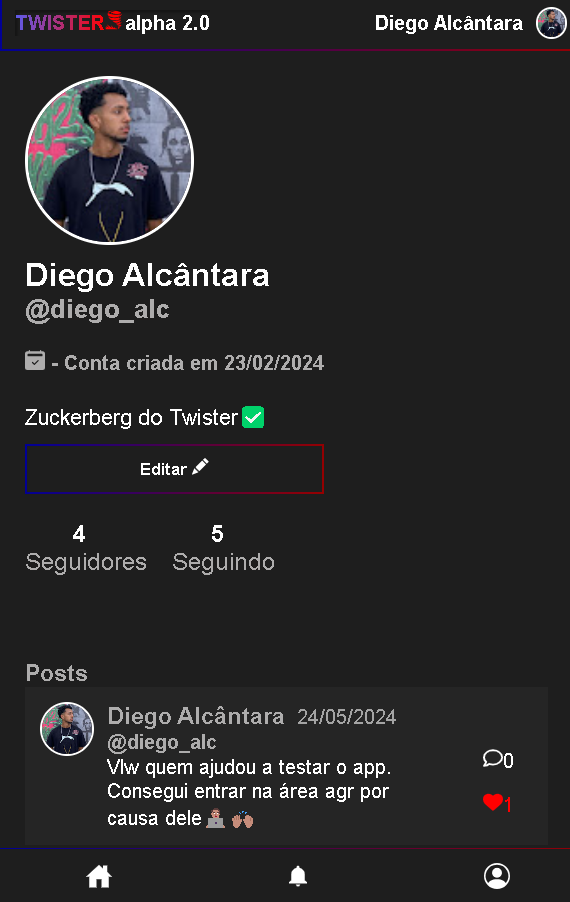 TWISTER alpha 2.0
Diego Alcântara
Diego Alcântara
@diego_alc
- Conta criada em 23/02/2024
Zuckerberg do Twister ✅
Editar
4
Seguidores
5
Seguindo
Posts
Diego Alcântara 24/05/2024
@diego_alc
Vlw quem ajudou a testar o app.
Consegui entrar na área agr por
causa dele 👨🏽‍💻 🙌🏽
0
1